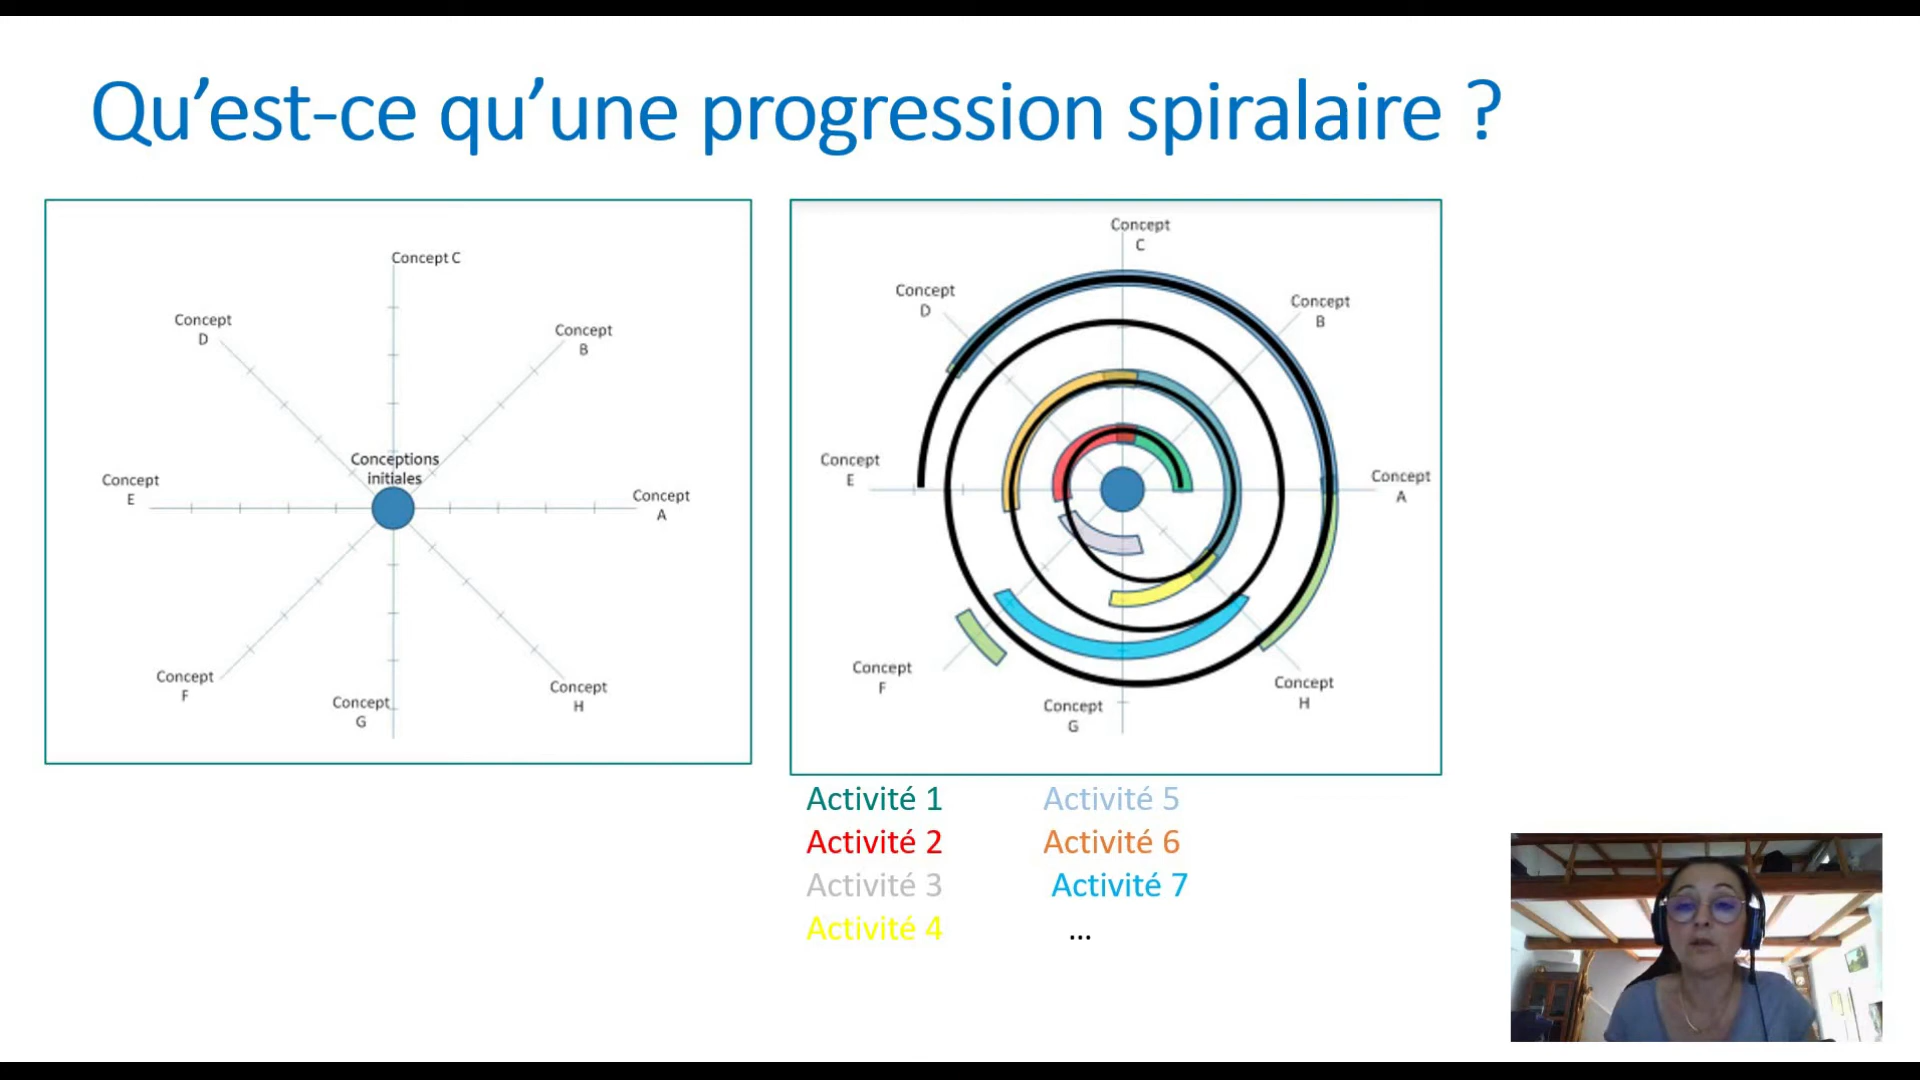 Qu’est-ce qu’une progression spiralaire ?
Concept C
Concept
D
Concept
B
Conceptions
initiales
Concept
E
Concept
A
Concept
F
Concept
G
Concept
H
Concept
C
Concept
D
Concept
B
Concept
E
Concept
A
Concept
F
Concept
G
Concept
H
Activité 1
Activité 2
Activité 3
Activité 4
Activité 5
Activité 6
Activité 7
...